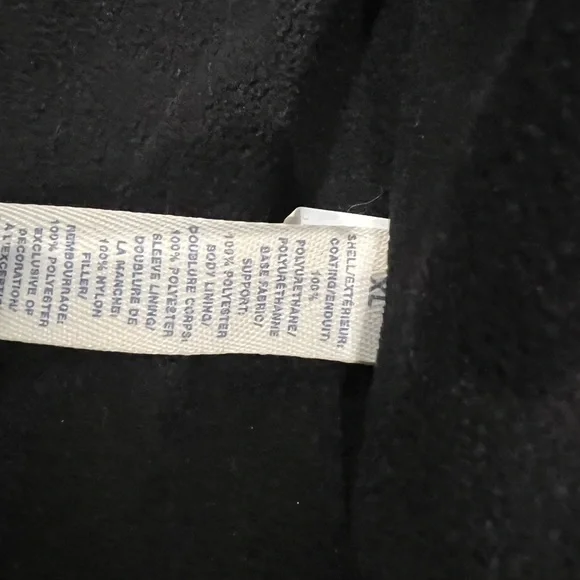 XL
SHELL/EXTÉRIEUR:
COATING/ENDUIT:
100%
POLYURETHANE/
POLYURÉTHANNE
BASE FABRIC/
SUPPORT:
100% POLYESTER
BODY LINING/
DOUBLURE CORPS:
100% POLYESTER
SLEEVE LINING/
DOUBLURE DE
LA MANCHE:
100% NYLON
FILLER/
REMBOURRAGE:
100% POLYESTER
EXCLUSIVE OF
DECORATION/